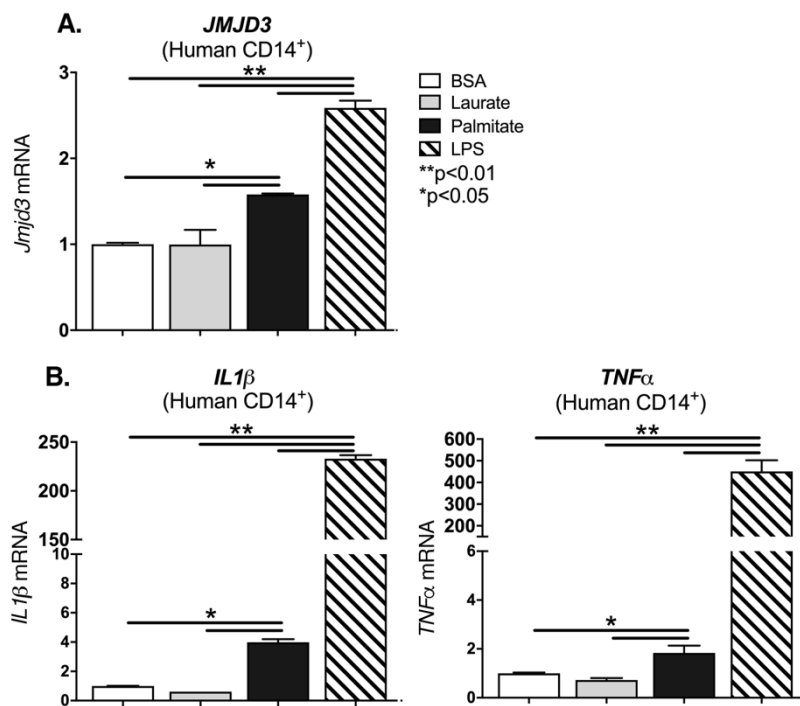 A.
JMJD3
(Human CD14⁺)
**
*
3
2
1
0
Jmjd3 mRNA
BSA
Laurate
Palmitate
LPS
**p<0.01
*p<0.05
B.
IL1β
(Human CD14⁺)
**
*
250
200
150
10
8
6
4
2
0
IL1β mRNA
TNFα
(Human CD14⁺)
**
*
600
500
400
300
200
6
4
2
0
TNFα mRNA